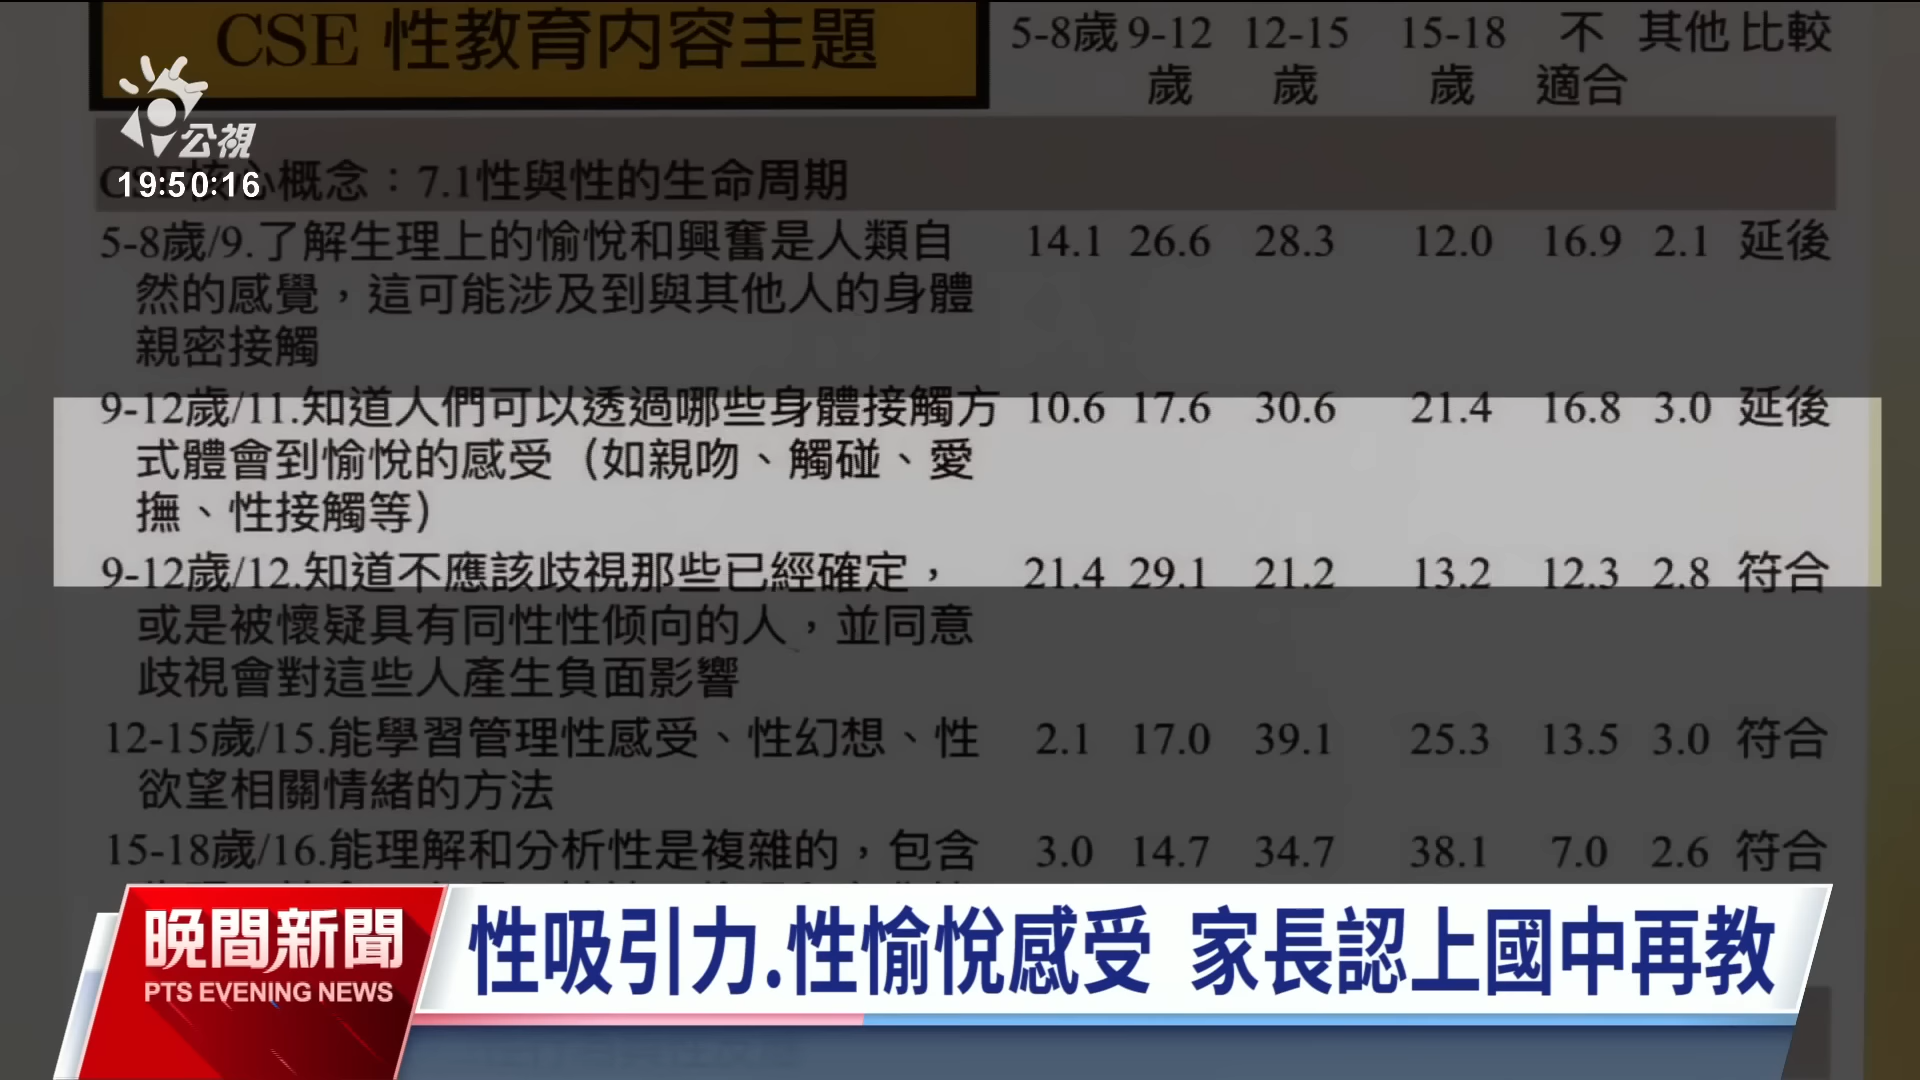 CSE 性教育内容主題
5-8歲 9-12歲 12-15歲 15-18歲 不適合 其他 比較
公視
19:50:16
概念：7.1性與性的生命周期
5-8歲/9.了解生理上的愉悅和興奮是人類自 14.1 26.6 28.3 12.0 16.9 2.1 延後
然的感覺，這可能涉及到與其他人的身體
親密接觸
9-12歲/11.知道人們可以透過哪些身體接觸方 10.6 17.6 30.6 21.4 16.8 3.0 延後
式體會到愉悅的感受（如親吻、觸碰、愛
撫、性接觸等）
9-12歲/12.知道不應該歧視那些已經確定， 21.4 29.1 21.2 13.2 12.3 2.8 符合
或是被懷疑具有同性性倾向的人，並同意
歧視會對這些人產生負面影響
12-15歲/15.能學習管理性感受、性幻想、性 2.1 17.0 39.1 25.3 13.5 3.0 符合
欲望相關情緒的方法
15-18歲/16.能理解和分析性是複雜的，包含 3.0 14.7 34.7 38.1 7.0 2.6 符合
晚間新聞
PTS EVENING NEWS
性吸引力.性愉悅感受 家長認上國中再教